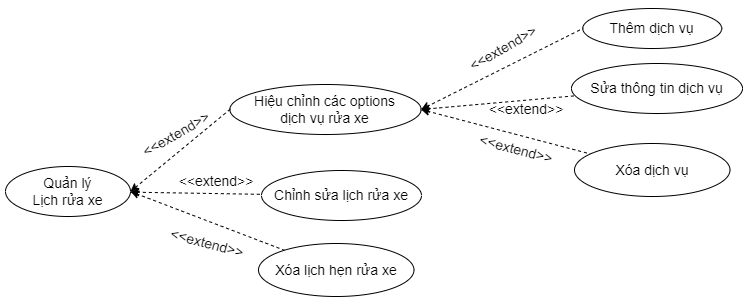 Thêm dịch vụ
<<extend>>
Sửa thông tin dịch vụ
Hiệu chỉnh các options
dịch vụ rửa xe
<<extend>>
<<extend>>
<<extend>>
Xóa dịch vụ
Quản lý
Lịch rửa xe
<<extend>>
Chỉnh sửa lịch rửa xe
<<extend>>
Xóa lịch hẹn rửa xe